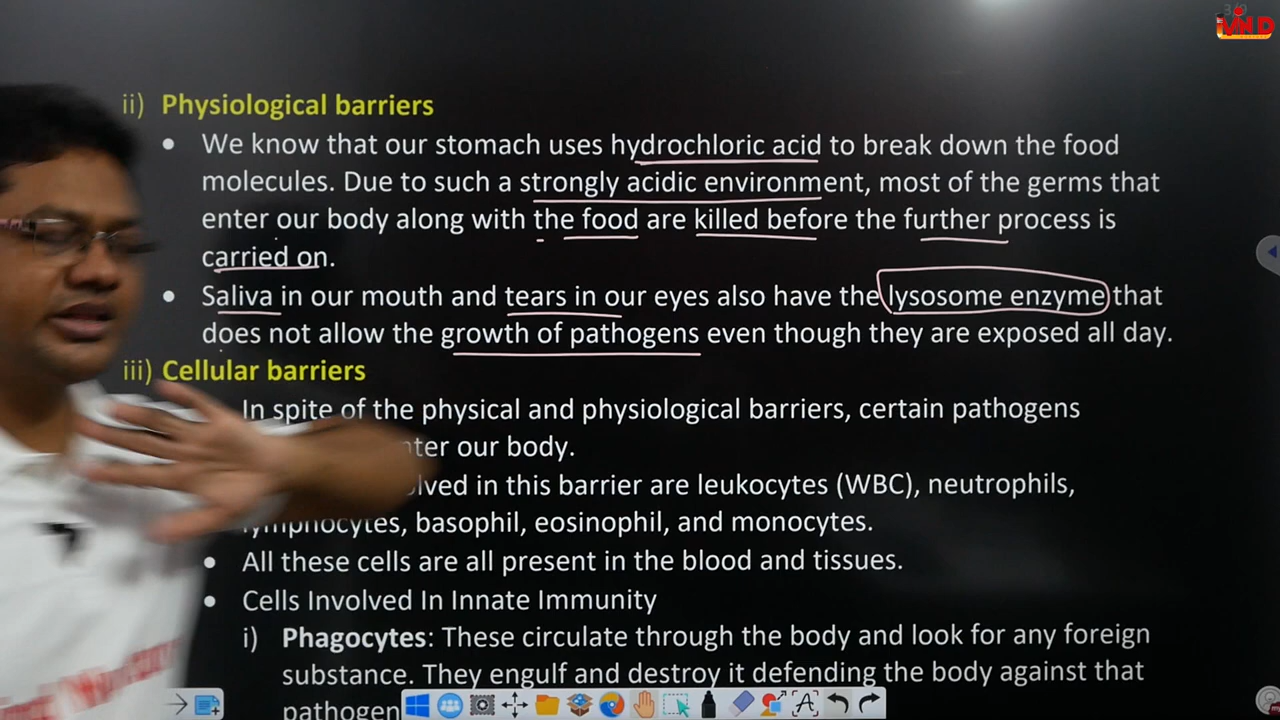 ii) Physiological barriers
• We know that our stomach uses hydrochloric acid to break down the food
molecules. Due to such a strongly acidic environment, most of the germs that
enter our body along with the food are killed before the further process is
carried on.
• Saliva in our mouth and tears in our eyes also have the lysosome enzyme that
does not allow the growth of pathogens even though they are exposed all day.
iii) Cellular barriers
In spite of the physical and physiological barriers, certain pathogens
our body.
in this barrier are leukocytes (WBC), neutrophils,
lymphocytes, basophil, eosinophil, and monocytes.
• All these cells are all present in the blood and tissues.
• Cells Involved In Innate Immunity
i) Phagocytes: These circulate through the body and look for any foreign
substance. They engulf and destroy it defending the body against that
pathogen